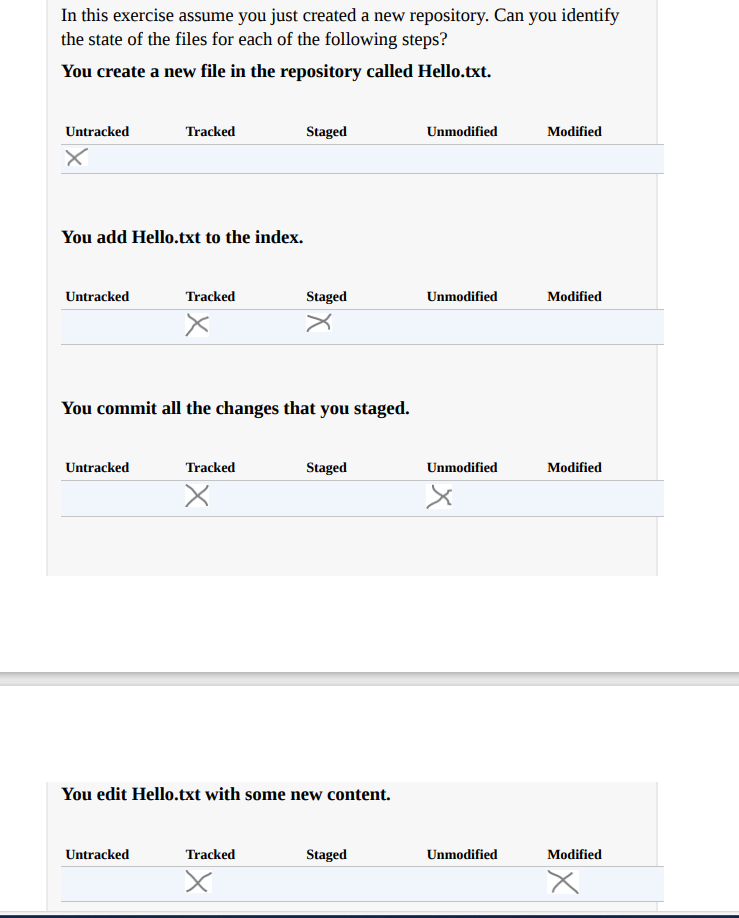 In this exercise assume you just created a new repository. Can you identify
the state of the files for each of the following steps?
You create a new file in the repository called Hello.txt.
Untracked Tracked Staged Unmodified Modified
X
You add Hello.txt to the index.
Untracked Tracked Staged Unmodified Modified
X X
You commit all the changes that you staged.
Untracked Tracked Staged Unmodified Modified
X X
You edit Hello.txt with some new content.
Untracked Tracked Staged Unmodified Modified
X X